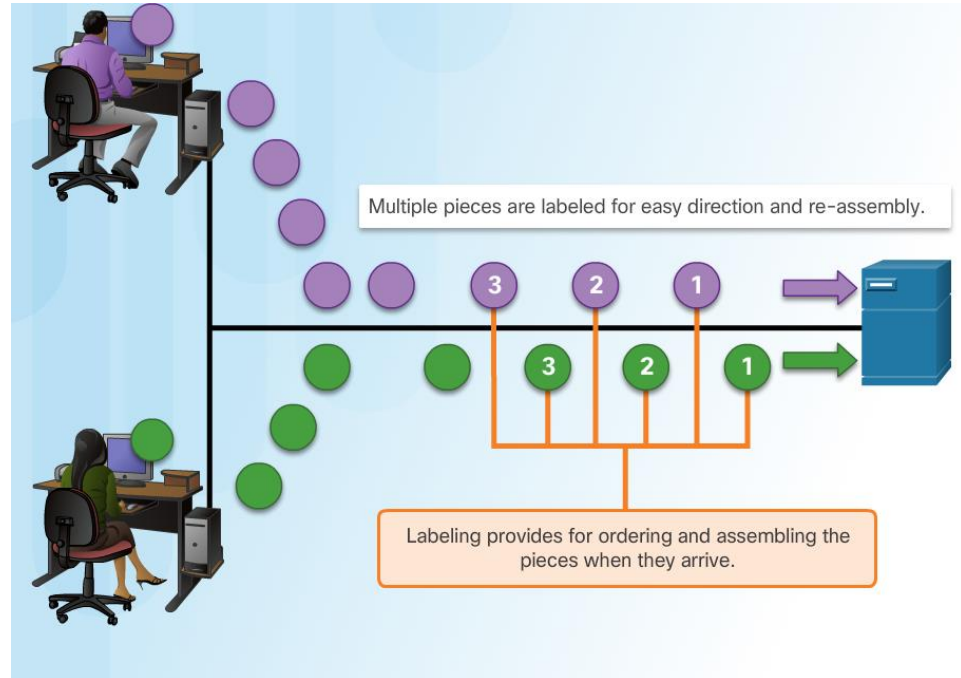 Multiple pieces are labeled for easy direction and re-assembly.
3 2 1
3 2 1
Labeling provides for ordering and assembling the
pieces when they arrive.